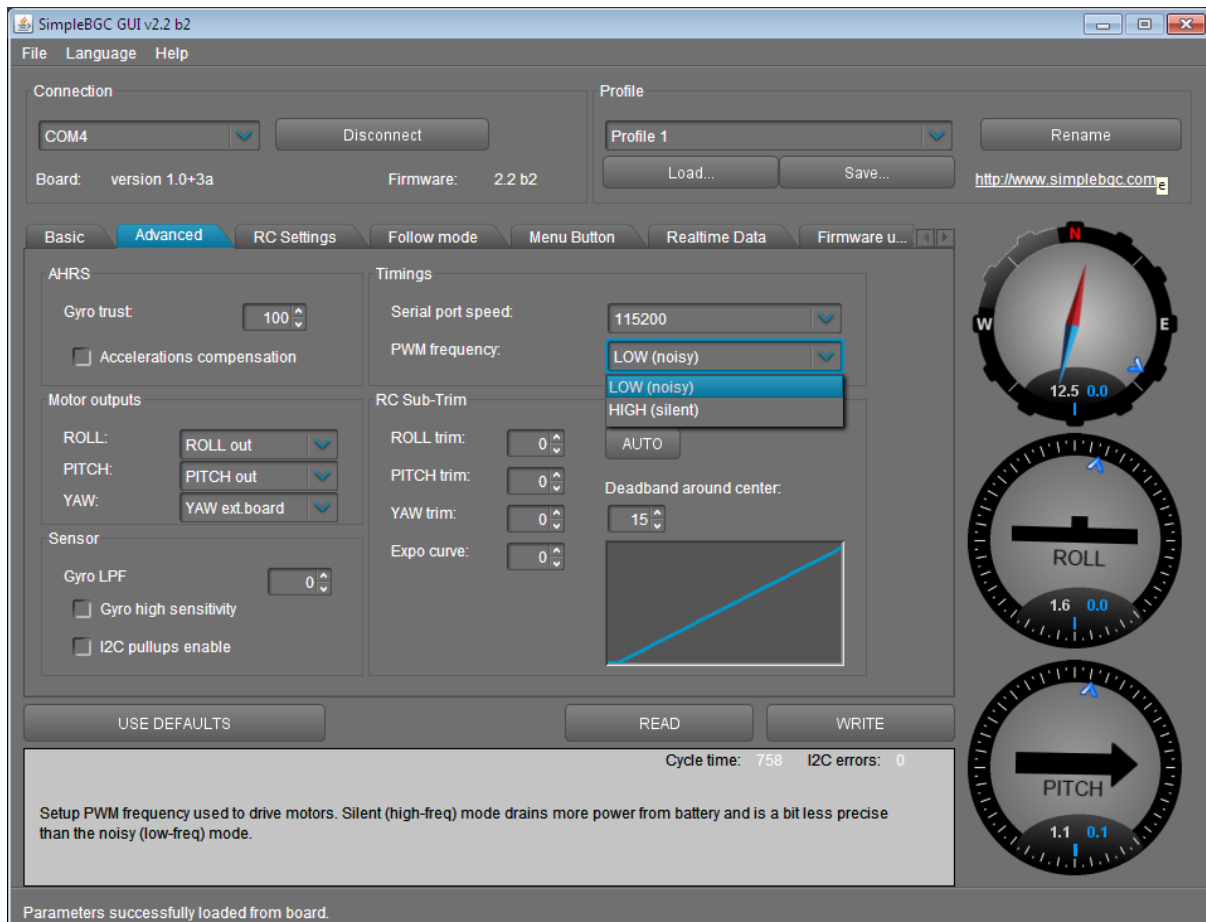 SimpleBGC GUI v2.2 b2
File Language Help
Connection
COM4
Disconnect
Board: version 1.0+3a Firmware: 2.2 b2
Profile
Profile 1
Rename
Load... Save...
http://www.simplebgc.com
e
Basic Advanced RC Settings Follow mode Menu Button Realtime Data Firmware u...
AHRS
Gyro trust: 100
Accelerations compensation
Motor outputs
ROLL: ROLL out
PITCH: PITCH out
YAW: YAW ext.board
Sensor
Gyro LPF 0
Gyro high sensitivity
I2C pullups enable
Timings
Serial port speed: 115200
PWM frequency: LOW (noisy)
LOW (noisy)
HIGH (silent)
RC Sub-Trim
ROLL trim: 0 AUTO
PITCH trim: 0
Deadband around center:
YAW trim: 0 15
Expo curve: 0
N
W E
12.5 0.0
ROLL
1.6 0.0
PITCH
1.1 0.1
USE DEFAULTS READ WRITE
Cycle time: 758 I2C errors: 0
Setup PWM frequency used to drive motors. Silent (high-freq) mode drains more power from battery and is a bit less precise
than the noisy (low-freq) mode.
Parameters successfully loaded from board.